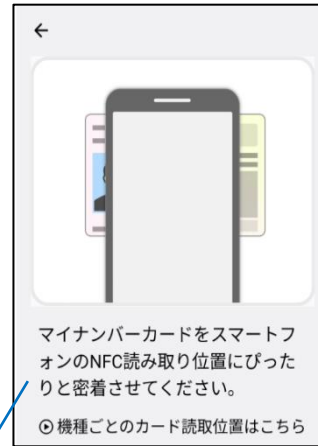 マイナンバーカードをスマートフ
ォンのNFC読み取り位置にぴった
りと密着させてください。
機種ごとのカード読取位置はこちら